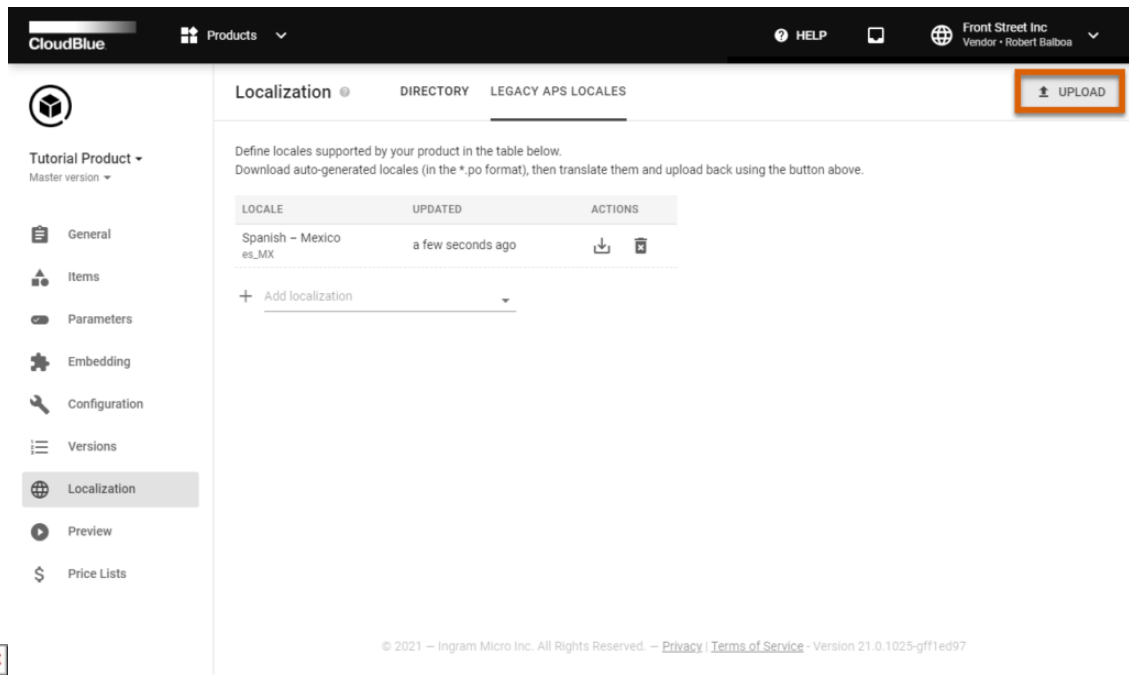 CloudBlue
Products
HELP
Front Street Inc
Vendor • Robert Balboa
Localization
DIRECTORY
LEGACY APS LOCALES
UPLOAD
Tutorial Product
Master version
Define locales supported by your product in the table below.
Download auto-generated locales (in the *.po format), then translate them and upload back using the button above.
LOCALE UPDATED ACTIONS
Spanish – Mexico
es_MX
a few seconds ago
Add localization
General
Items
Parameters
Embedding
Configuration
Versions
Localization
Preview
Price Lists
© 2021 – Ingram Micro Inc. All Rights Reserved. – Privacy | Terms of Service - Version 21.0.1025-gff1ed97